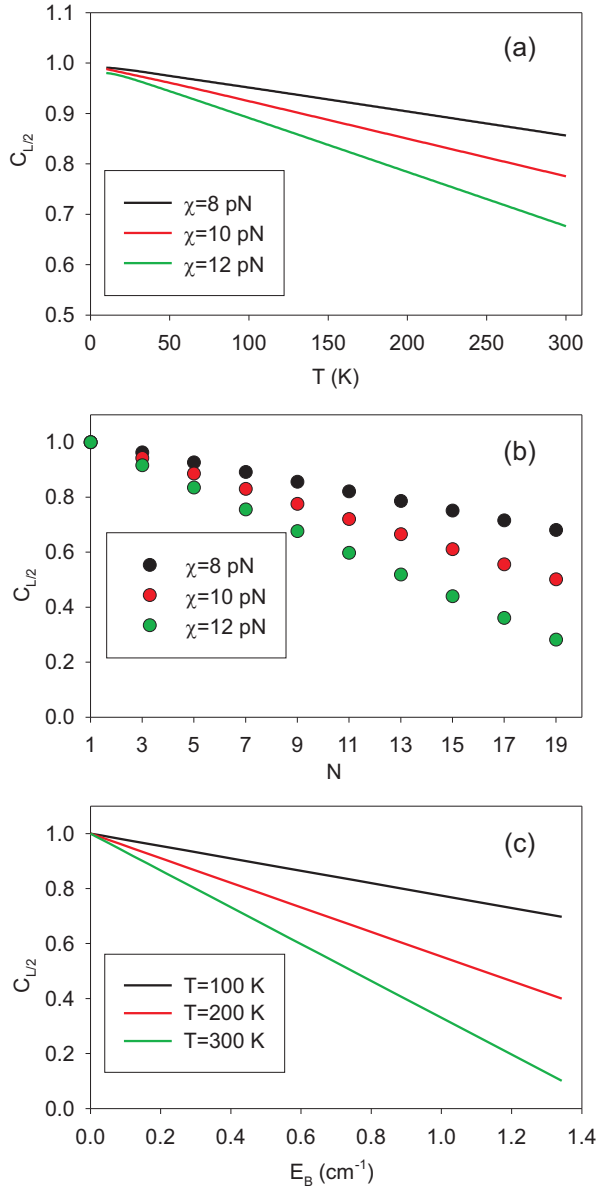 1.1
(a)
1.0
0.9
0.8
0.7
0.6
0.5
C_{L/2}
χ=8 pN
χ=10 pN
χ=12 pN
0 50 100 150 200 250 300
T (K)
(b)
1.0
0.8
0.6
0.4
0.2
0.0
C_{L/2}
χ=8 pN
χ=10 pN
χ=12 pN
1 3 5 7 9 11 13 15 17 19
N
(c)
1.0
0.8
0.6
0.4
0.2
0.0
C_{L/2}
T=100 K
T=200 K
T=300 K
0.0 0.2 0.4 0.6 0.8 1.0 1.2 1.4
E_B (cm⁻¹)